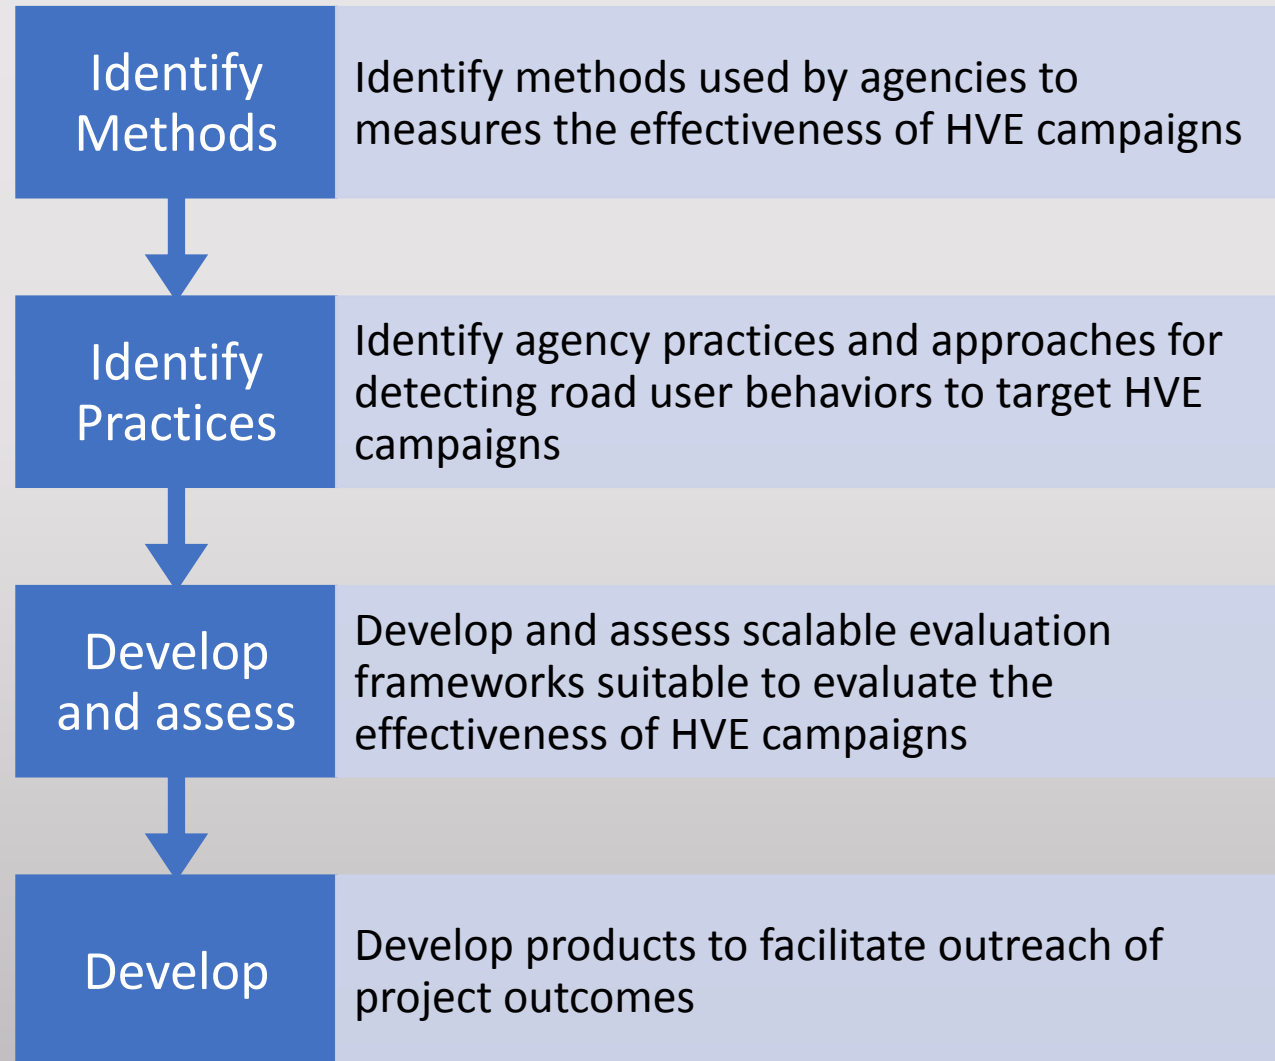 Identify
Methods
Identify methods used by agencies to
measures the effectiveness of HVE campaigns
Identify
Practices
Identify agency practices and approaches for
detecting road user behaviors to target HVE
campaigns
Develop
and assess
Develop and assess scalable evaluation
frameworks suitable to evaluate the
effectiveness of HVE campaigns
Develop
Develop products to facilitate outreach of
project outcomes